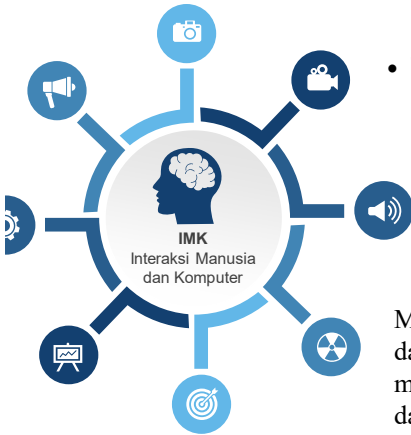 IMK
Interaksi Manusia
dan Komputer
•